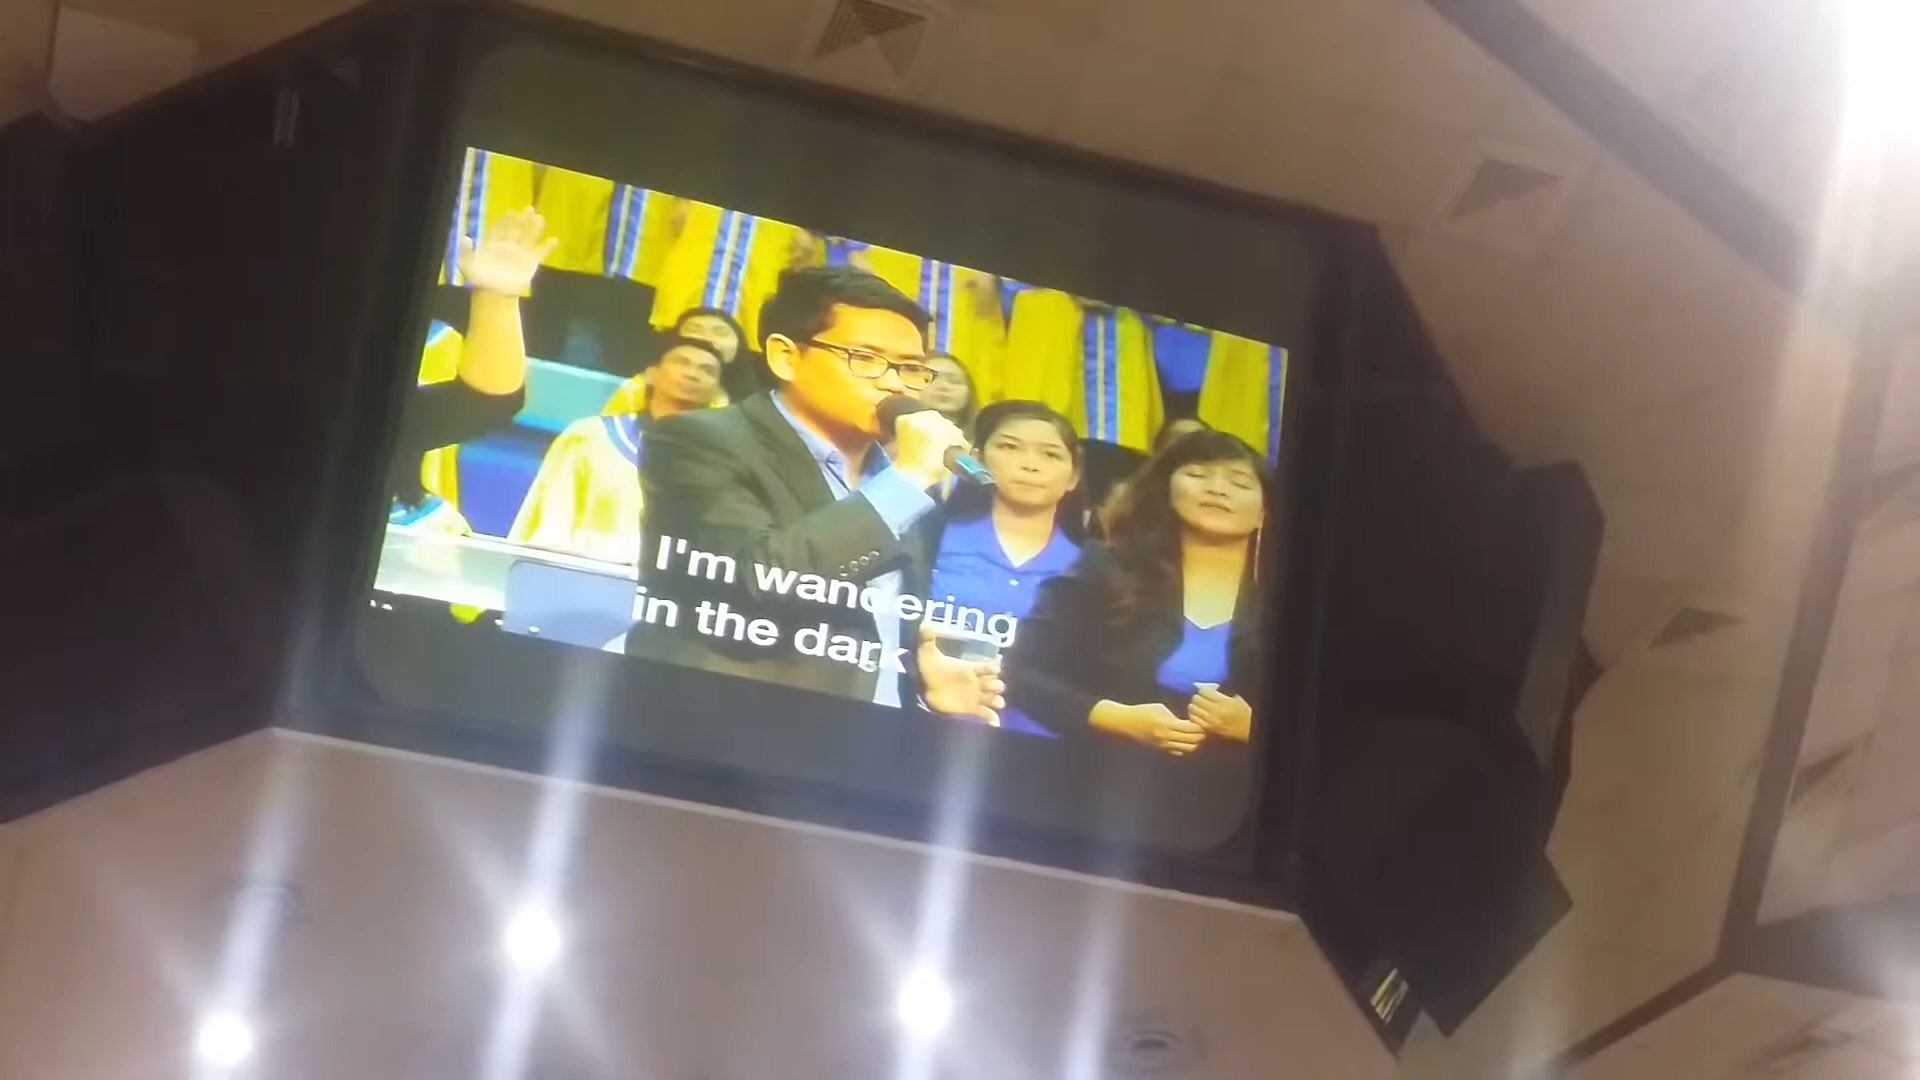 I'm wandering
in the dark